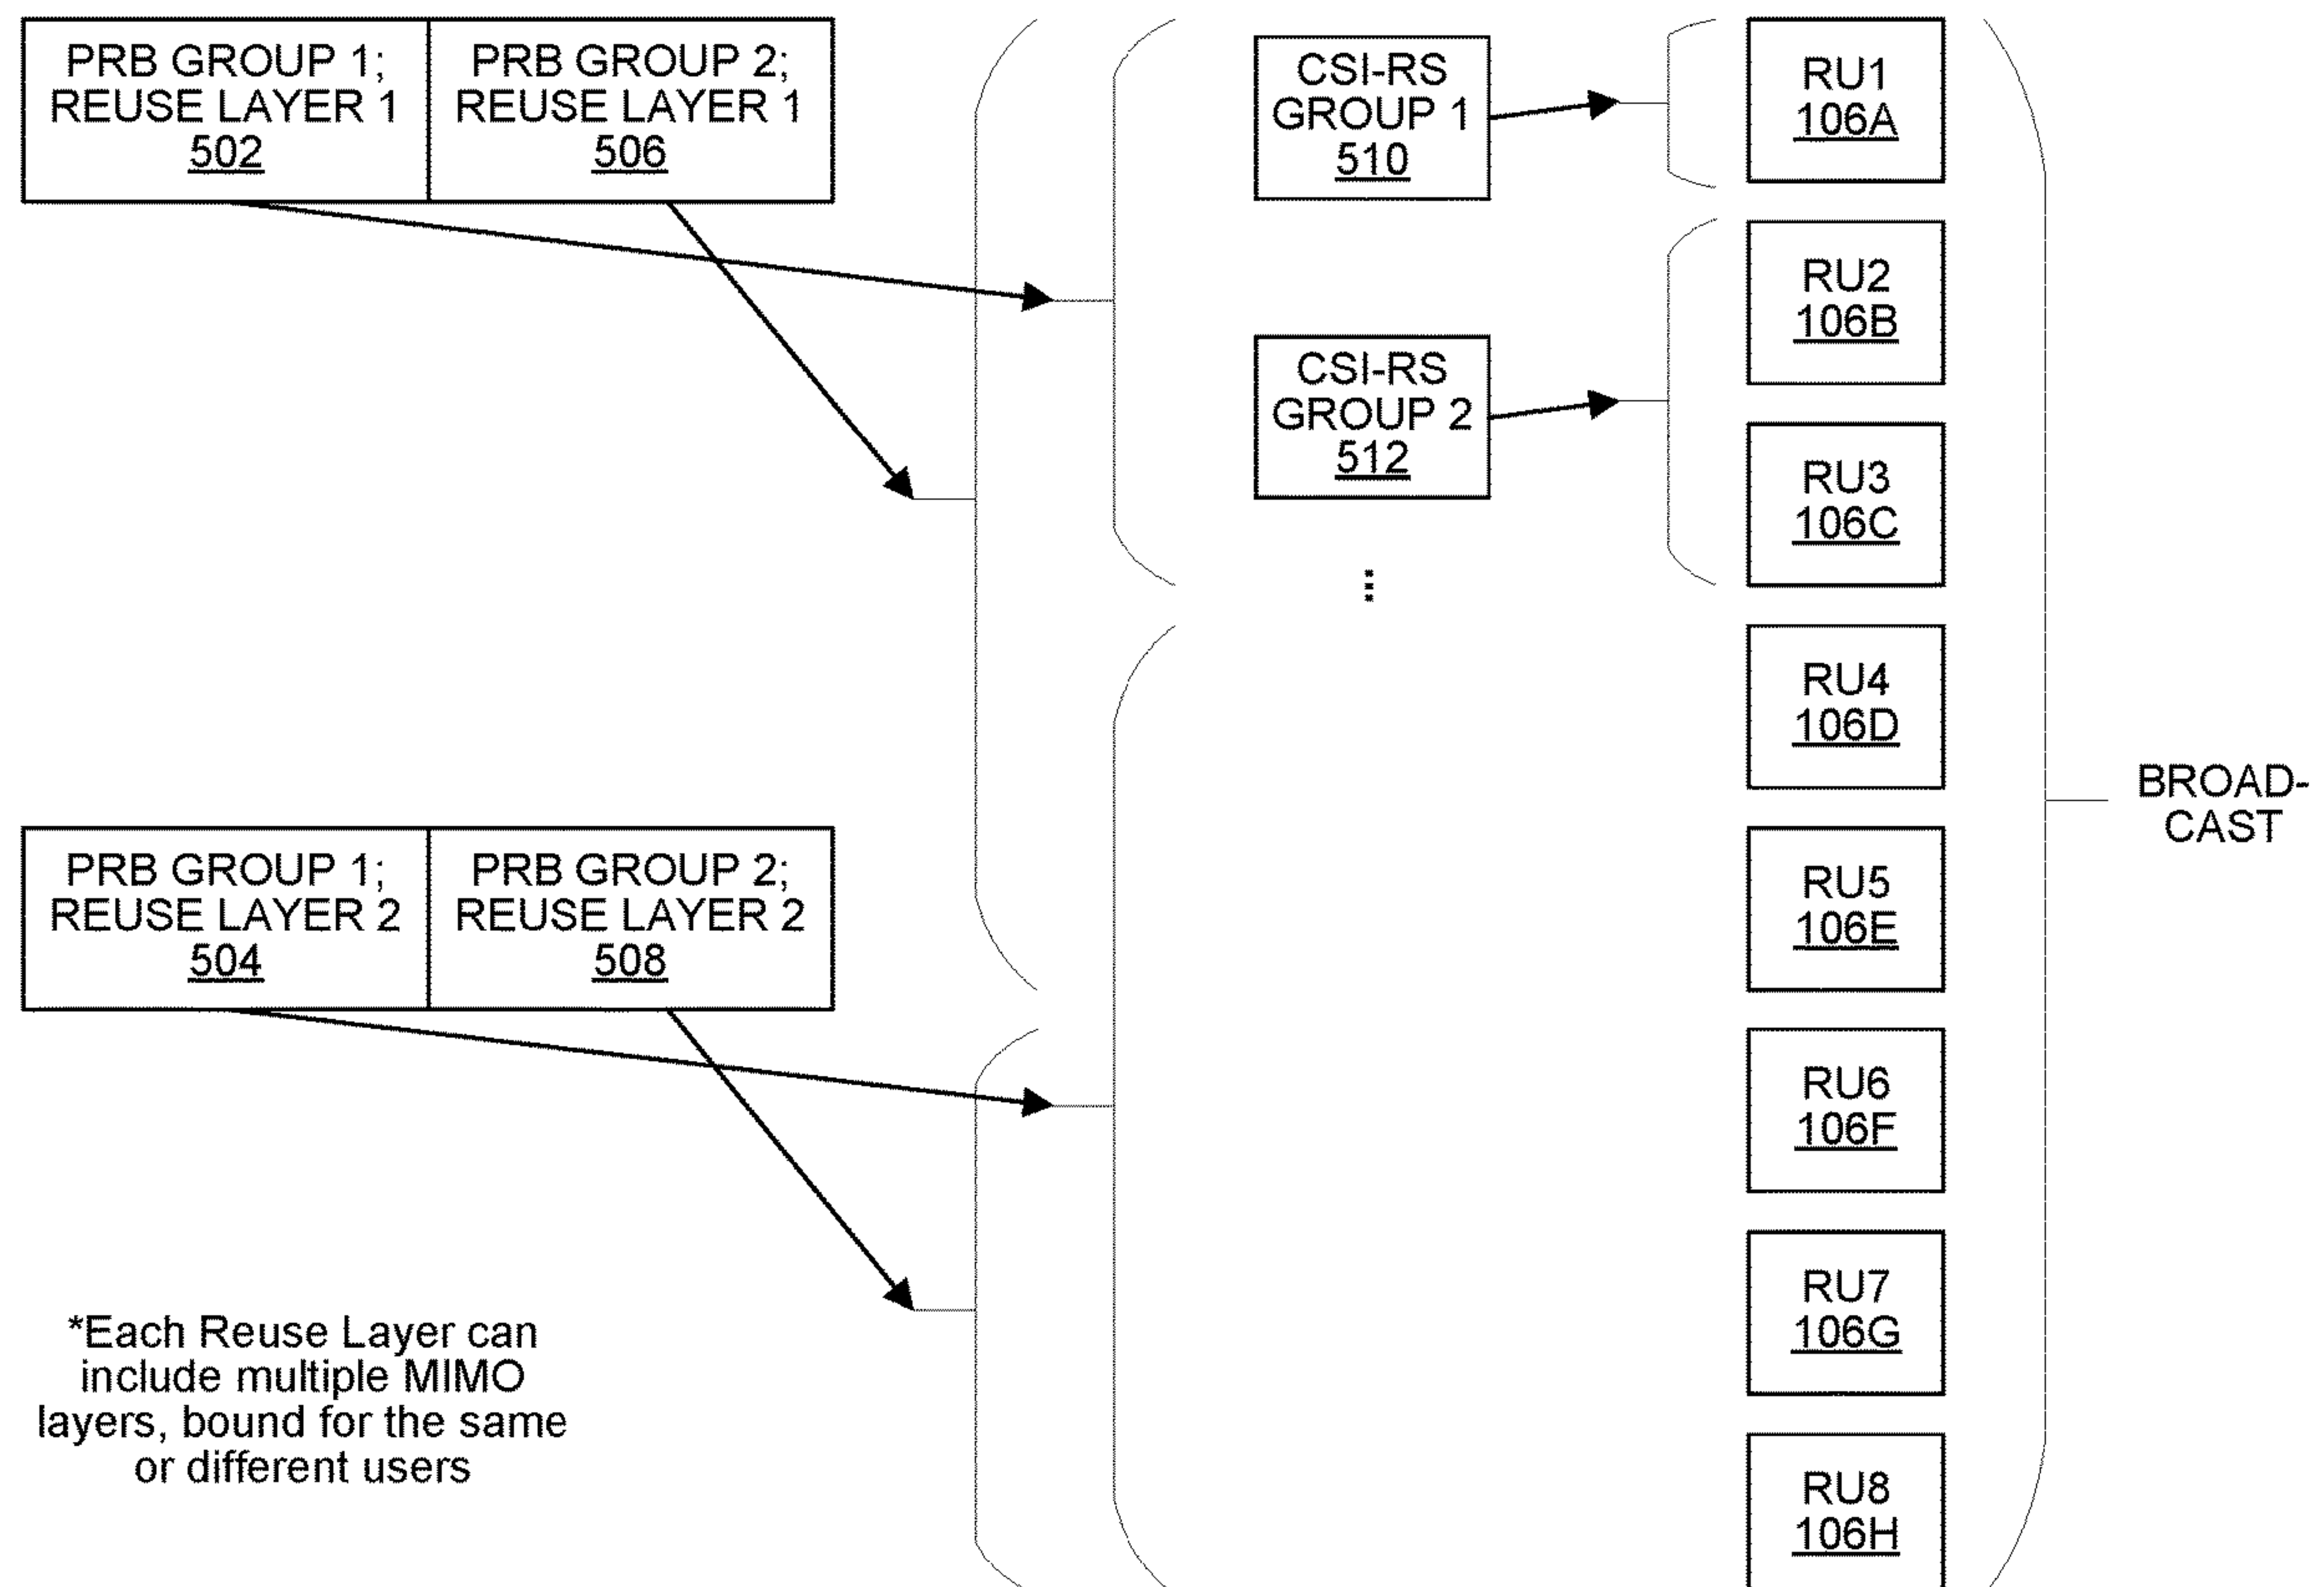 PRB GROUP 1;
REUSE LAYER 1
502
PRB GROUP 2;
REUSE LAYER 1
506
CSI-RS
GROUP 1
510
RU1
106A
RU2
106B
CSI-RS
GROUP 2
512
RU3
106C
...
RU4
106D
BROAD-
CAST
PRB GROUP 1;
REUSE LAYER 2
504
PRB GROUP 2;
REUSE LAYER 2
508
RU5
106E
RU6
106F
RU7
106G
*Each Reuse Layer can
include multiple MIMO
layers, bound for the same
or different users
RU8
106H